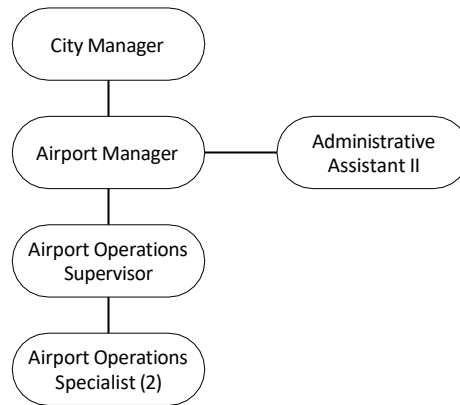 City Manager
Airport Manager
Administrative
Assistant II
Airport Operations
Supervisor
Airport Operations
Specialist (2)